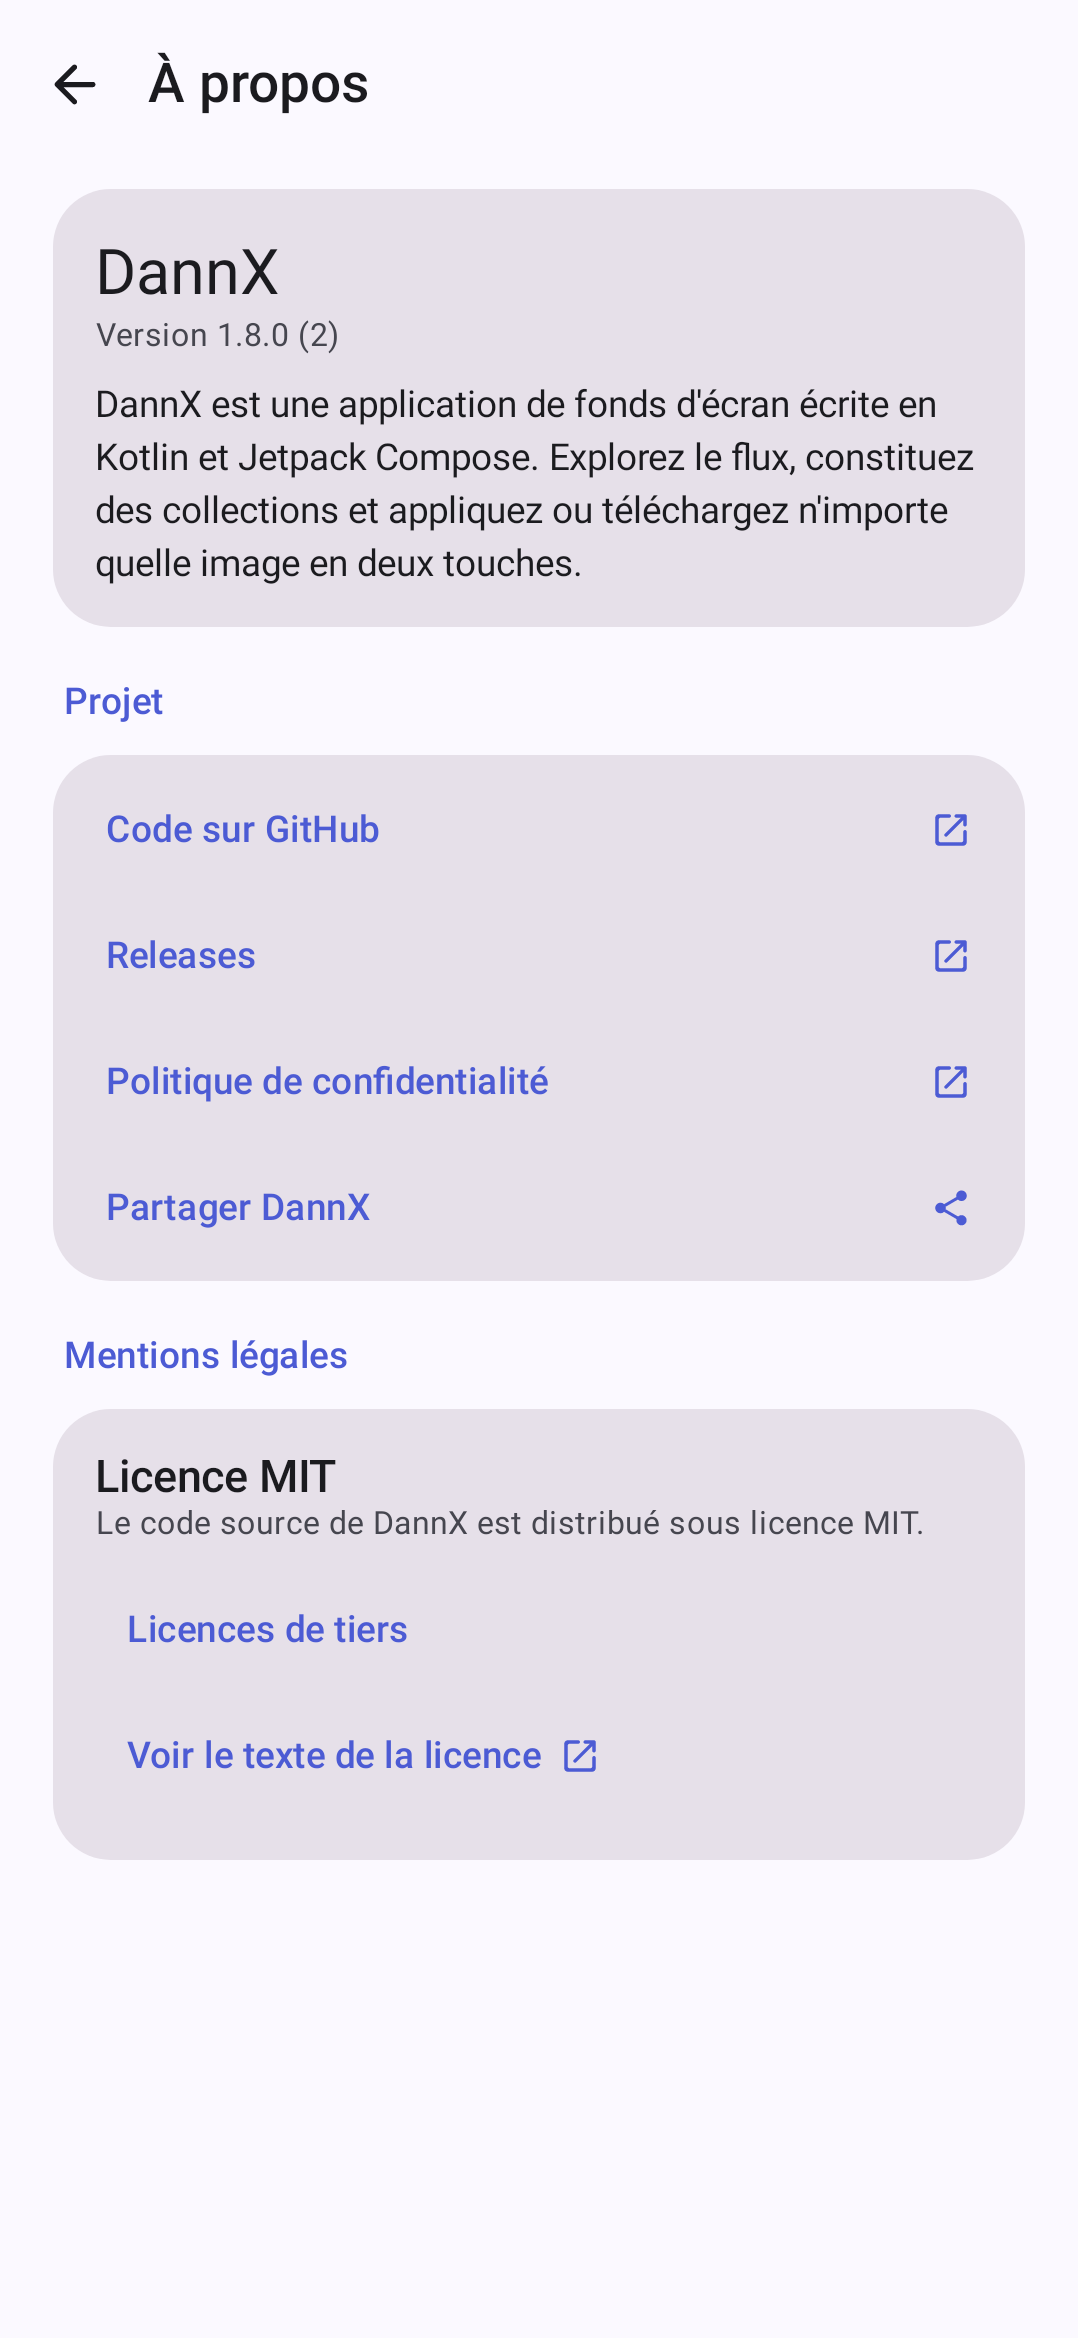 À propos
DannX
Version 1.8.0 (2)
DannX est une application de fonds d'écran écrite en
Kotlin et Jetpack Compose. Explorez le flux, constituez
des collections et appliquez ou téléchargez n'importe
quelle image en deux touches.
Projet
Code sur GitHub
Releases
Politique de confidentialité
Partager DannX
Mentions légales
Licence MIT
Le code source de DannX est distribué sous licence MIT.
Licences de tiers
Voir le texte de la licence